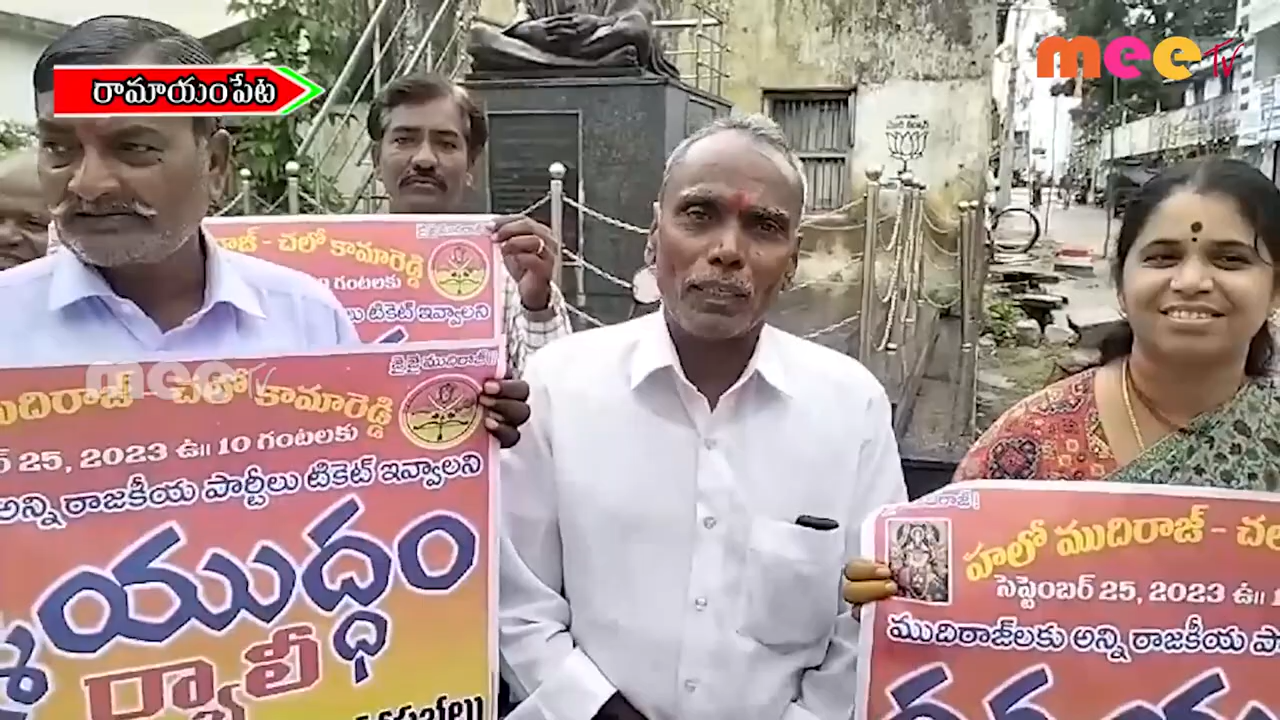 రామాయంపేట
mee TV
రాజ్ - చలో కామారెడ్డి
గంటలకు
టికెట్ ఇవ్వాలని
జై జై ముదిరాజ్!!
ముదిరాజ్ - చలో కామారెడ్డి
25, 2023 ఉ॥ 10 గంటలకు
అన్ని రాజకీయ పార్టీలు టికెట్ ఇవ్వాలని
యుద్ధం
ర్యాలీ
హలో ముదిరాజ్ -
సెప్టెంబర్ 25, 2023 ఉ॥
ముదిరాజ్‌లకు అన్ని రాజకీయ